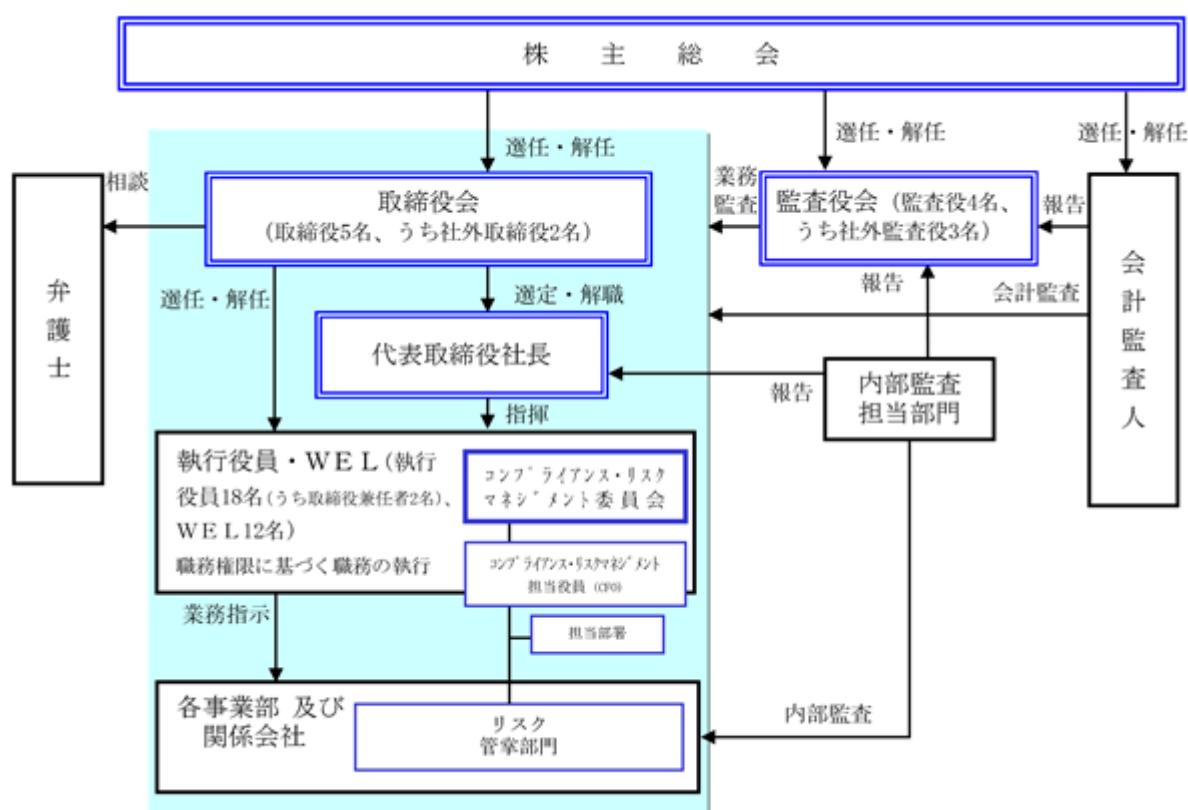 株主総会
選任・解任
選任・解任
選任・解任
相談
取締役会
(取締役5名、うち社外取締役2名)
業務
監査
監査役会(監査役4名、
うち社外監査役3名)
報告
弁護士
選任・解任
選定・解職
報告
会計監査
会計監査人
代表取締役社長
報告
内部監査
担当部門
指揮
執行役員・WEL(執行
役員18名(うち取締役兼任者2名)、
WEL12名)
職務権限に基づく職務の執行
コンプライアンス・リスク
マネジメント委員会
コンプライアンス・リスクマネジメント
担当役員 (CFO)
業務指示
担当部署
各事業部 及び
関係会社
リスク
管掌部門
内部監査